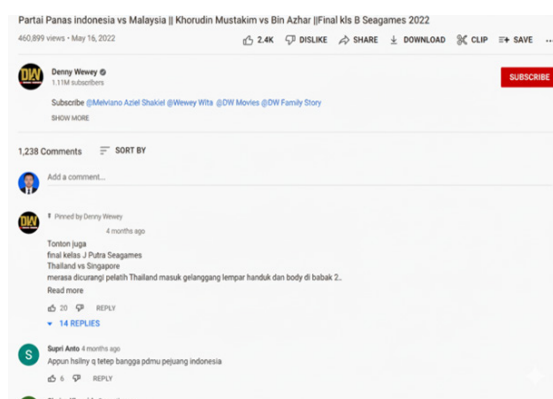 Partai Panas indonesia vs Malaysia || Khorudin Mustakim vs Bin Azhar ||Final kls B Seagames 2022
460,899 views • May 16, 2022
2.4K DISLIKE SHARE DOWNLOAD CLIP SAVE ...
DW
Denny Wewey
1.11M subscribers
SUBSCRIBE
Subscribe @Melviano Aziel Shakiel @Wewey Wita @DW Movies @DW Family Story
SHOW MORE
1,238 Comments SORT BY
Add a comment...
DW
Pinned by Denny Wewey
4 months ago
Tonton juga
final kelas J Putra Seagames
Thailand vs Singapore
merasa dicurangi pelatih Thailand masuk gelanggang lempar handuk dan body di babak 2..
Read more
20 REPLY
14 REPLIES
S
Supri Anto 4 months ago
Appun hsilny q tetep bangga pdmu pejuang indonesia
6 REPLY